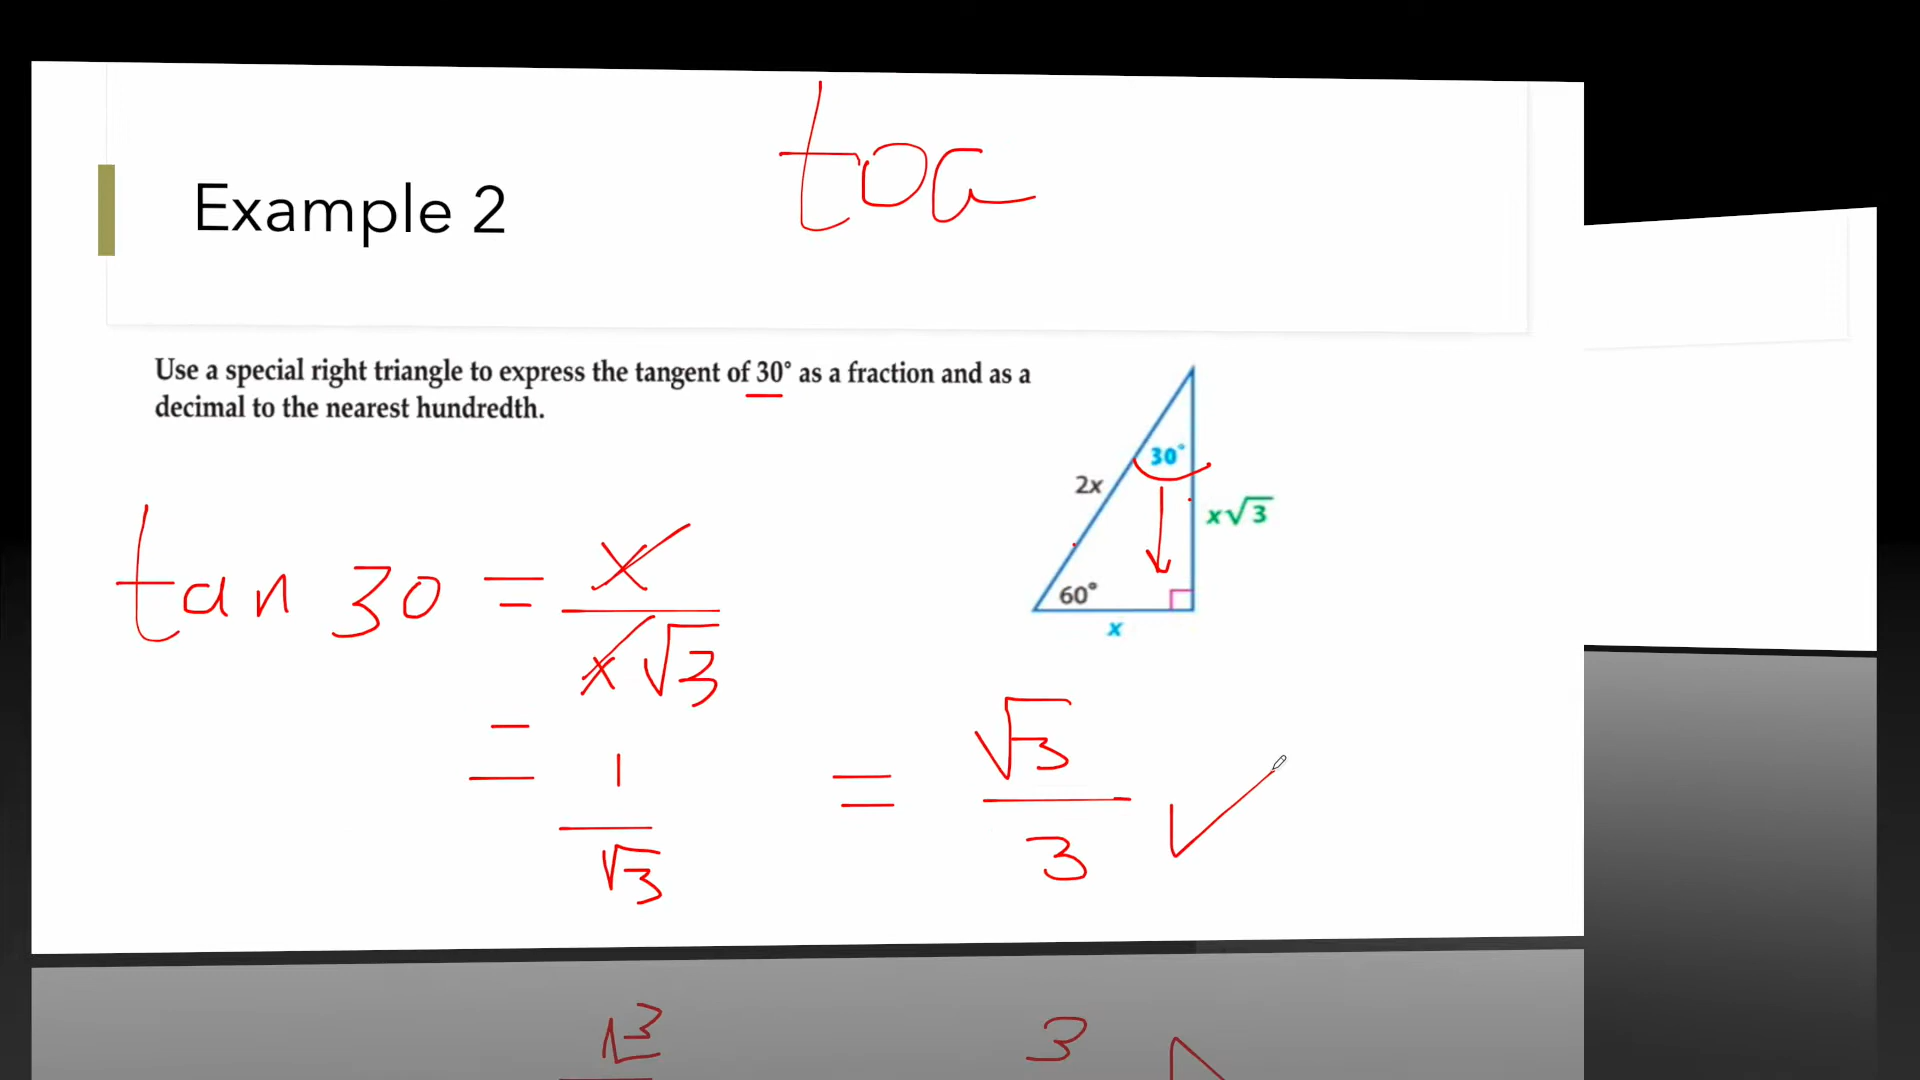 toa
Example 2
Use a special right triangle to express the tangent of 30° as a fraction and as a
decimal to the nearest hundredth.
30°
2x
x√3
60°
x
tan 30 = x / x√3
= 1 / √3 = √3 / 3 ✓